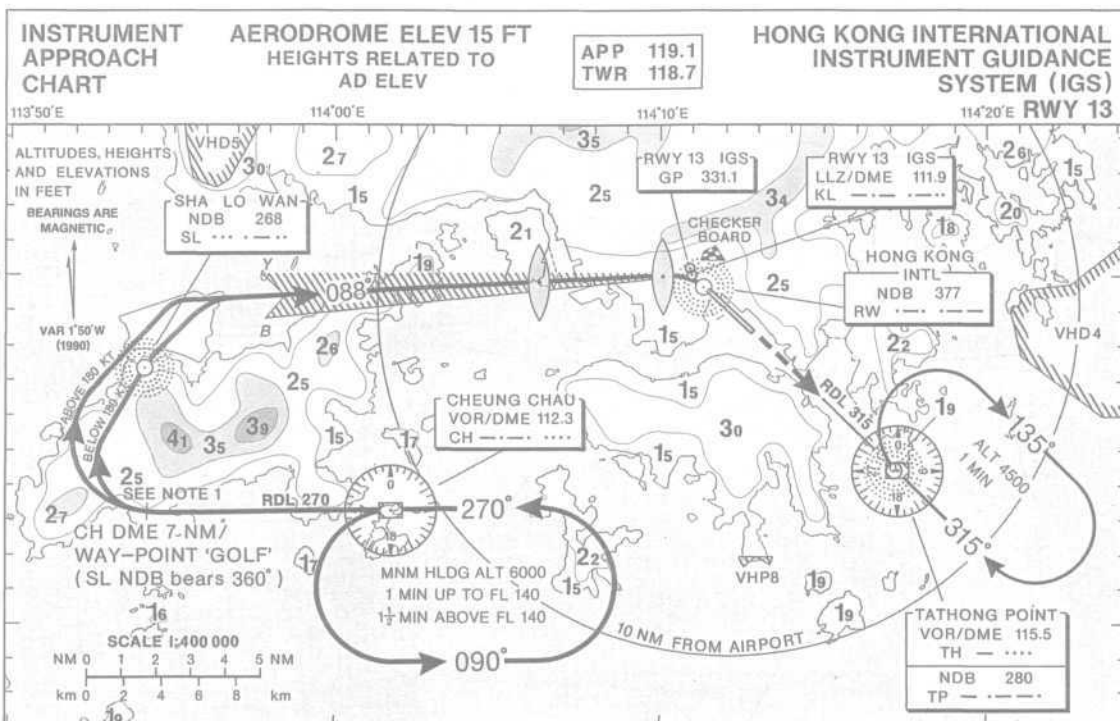 INSTRUMENT
APPROACH
CHART
AERODROME ELEV 15 FT
HEIGHTS RELATED TO
AD ELEV
APP 119.1
TWR 118.7
HONG KONG INTERNATIONAL
INSTRUMENT GUIDANCE
SYSTEM (IGS)
RWY 13
113°50'E
114°00'E
114°10'E
114°20'E
ALTITUDES, HEIGHTS
AND ELEVATIONS
IN FEET
BEARINGS ARE
MAGNETIC
VAR 1°50'W
(1990)
VHD5
30
27
35
SHA LO WAN
NDB 268
SL ··· ·–··
15
25
RWY 13 IGS
GP 331.1
RWY 13 IGS
LLZ/DME 111.9
KL –·– ·–··
34
26
15
20
18
21
19
CHECKER
BOARD
HONG KONG
INTL
NDB 377
RW ·–· ·––
25
Y
088°
B
15
22
VHD4
26
25
ABOVE 180 KT
BELOW 180 KT
41
35
39
15
17
CHEUNG CHAU
VOR/DME 112.3
CH –·–· ····
15
30
15
RDL 315
19
135°
ALT 4500
1 MIN
315°
25
SEE NOTE 1
RDL 270
270°
27
CH DME 7 NM/
WAY-POINT 'GOLF'
(SL NDB bears 360°)
17
MNM HLDG ALT 6000
1 MIN UP TO FL 140
1½ MIN ABOVE FL 140
22
15
VHP8
19
19
090°
10 NM FROM AIRPORT
16
SCALE 1:400 000
NM 0 1 2 3 4 5 NM
km 0 2 4 6 8 km
19
TATHONG POINT
VOR/DME 115.5
TH – ····
NDB 280
TP – ·––·